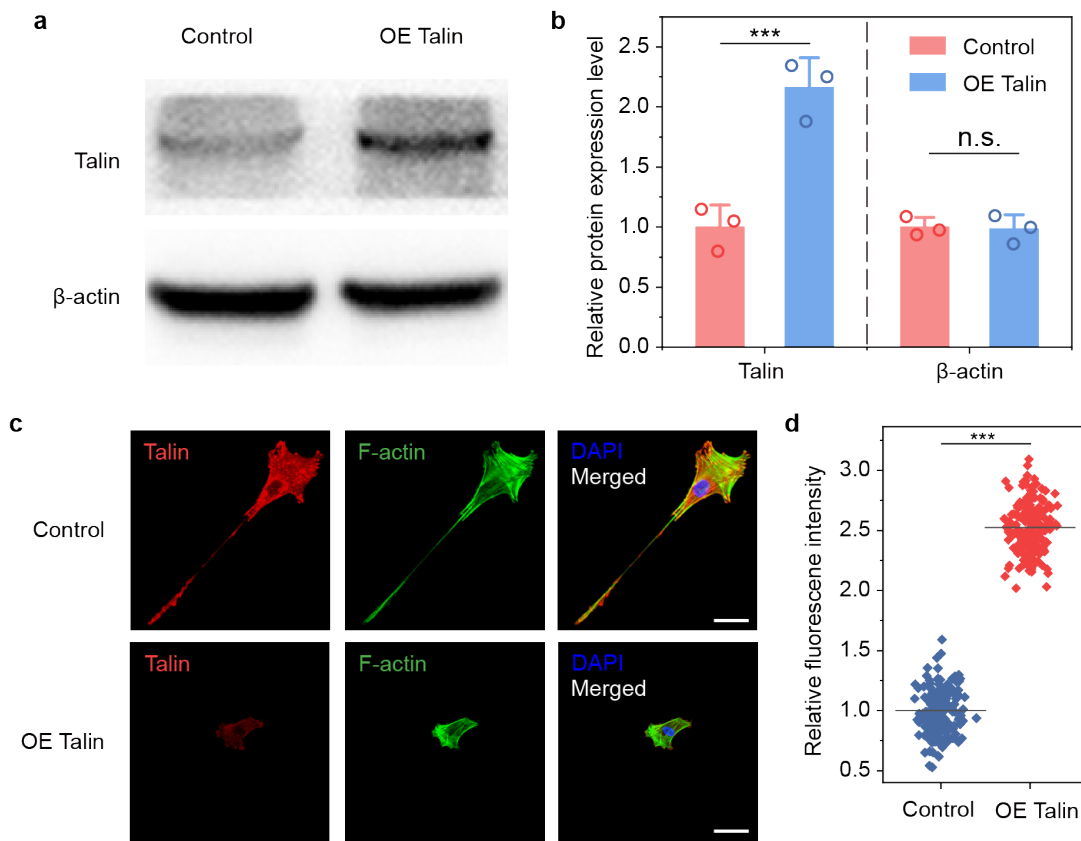 a
Control
OE Talin
Talin
β-actin
b
Relative protein expression level
2.5
2.0
1.5
1.0
0.5
0.0
***
n.s.
Control
OE Talin
Talin
β-actin
c
Control
Talin
F-actin
DAPI
Merged
OE Talin
Talin
F-actin
DAPI
Merged
d
Relative fluorescene intensity
3.0
2.5
2.0
1.5
1.0
0.5
***
Control
OE Talin